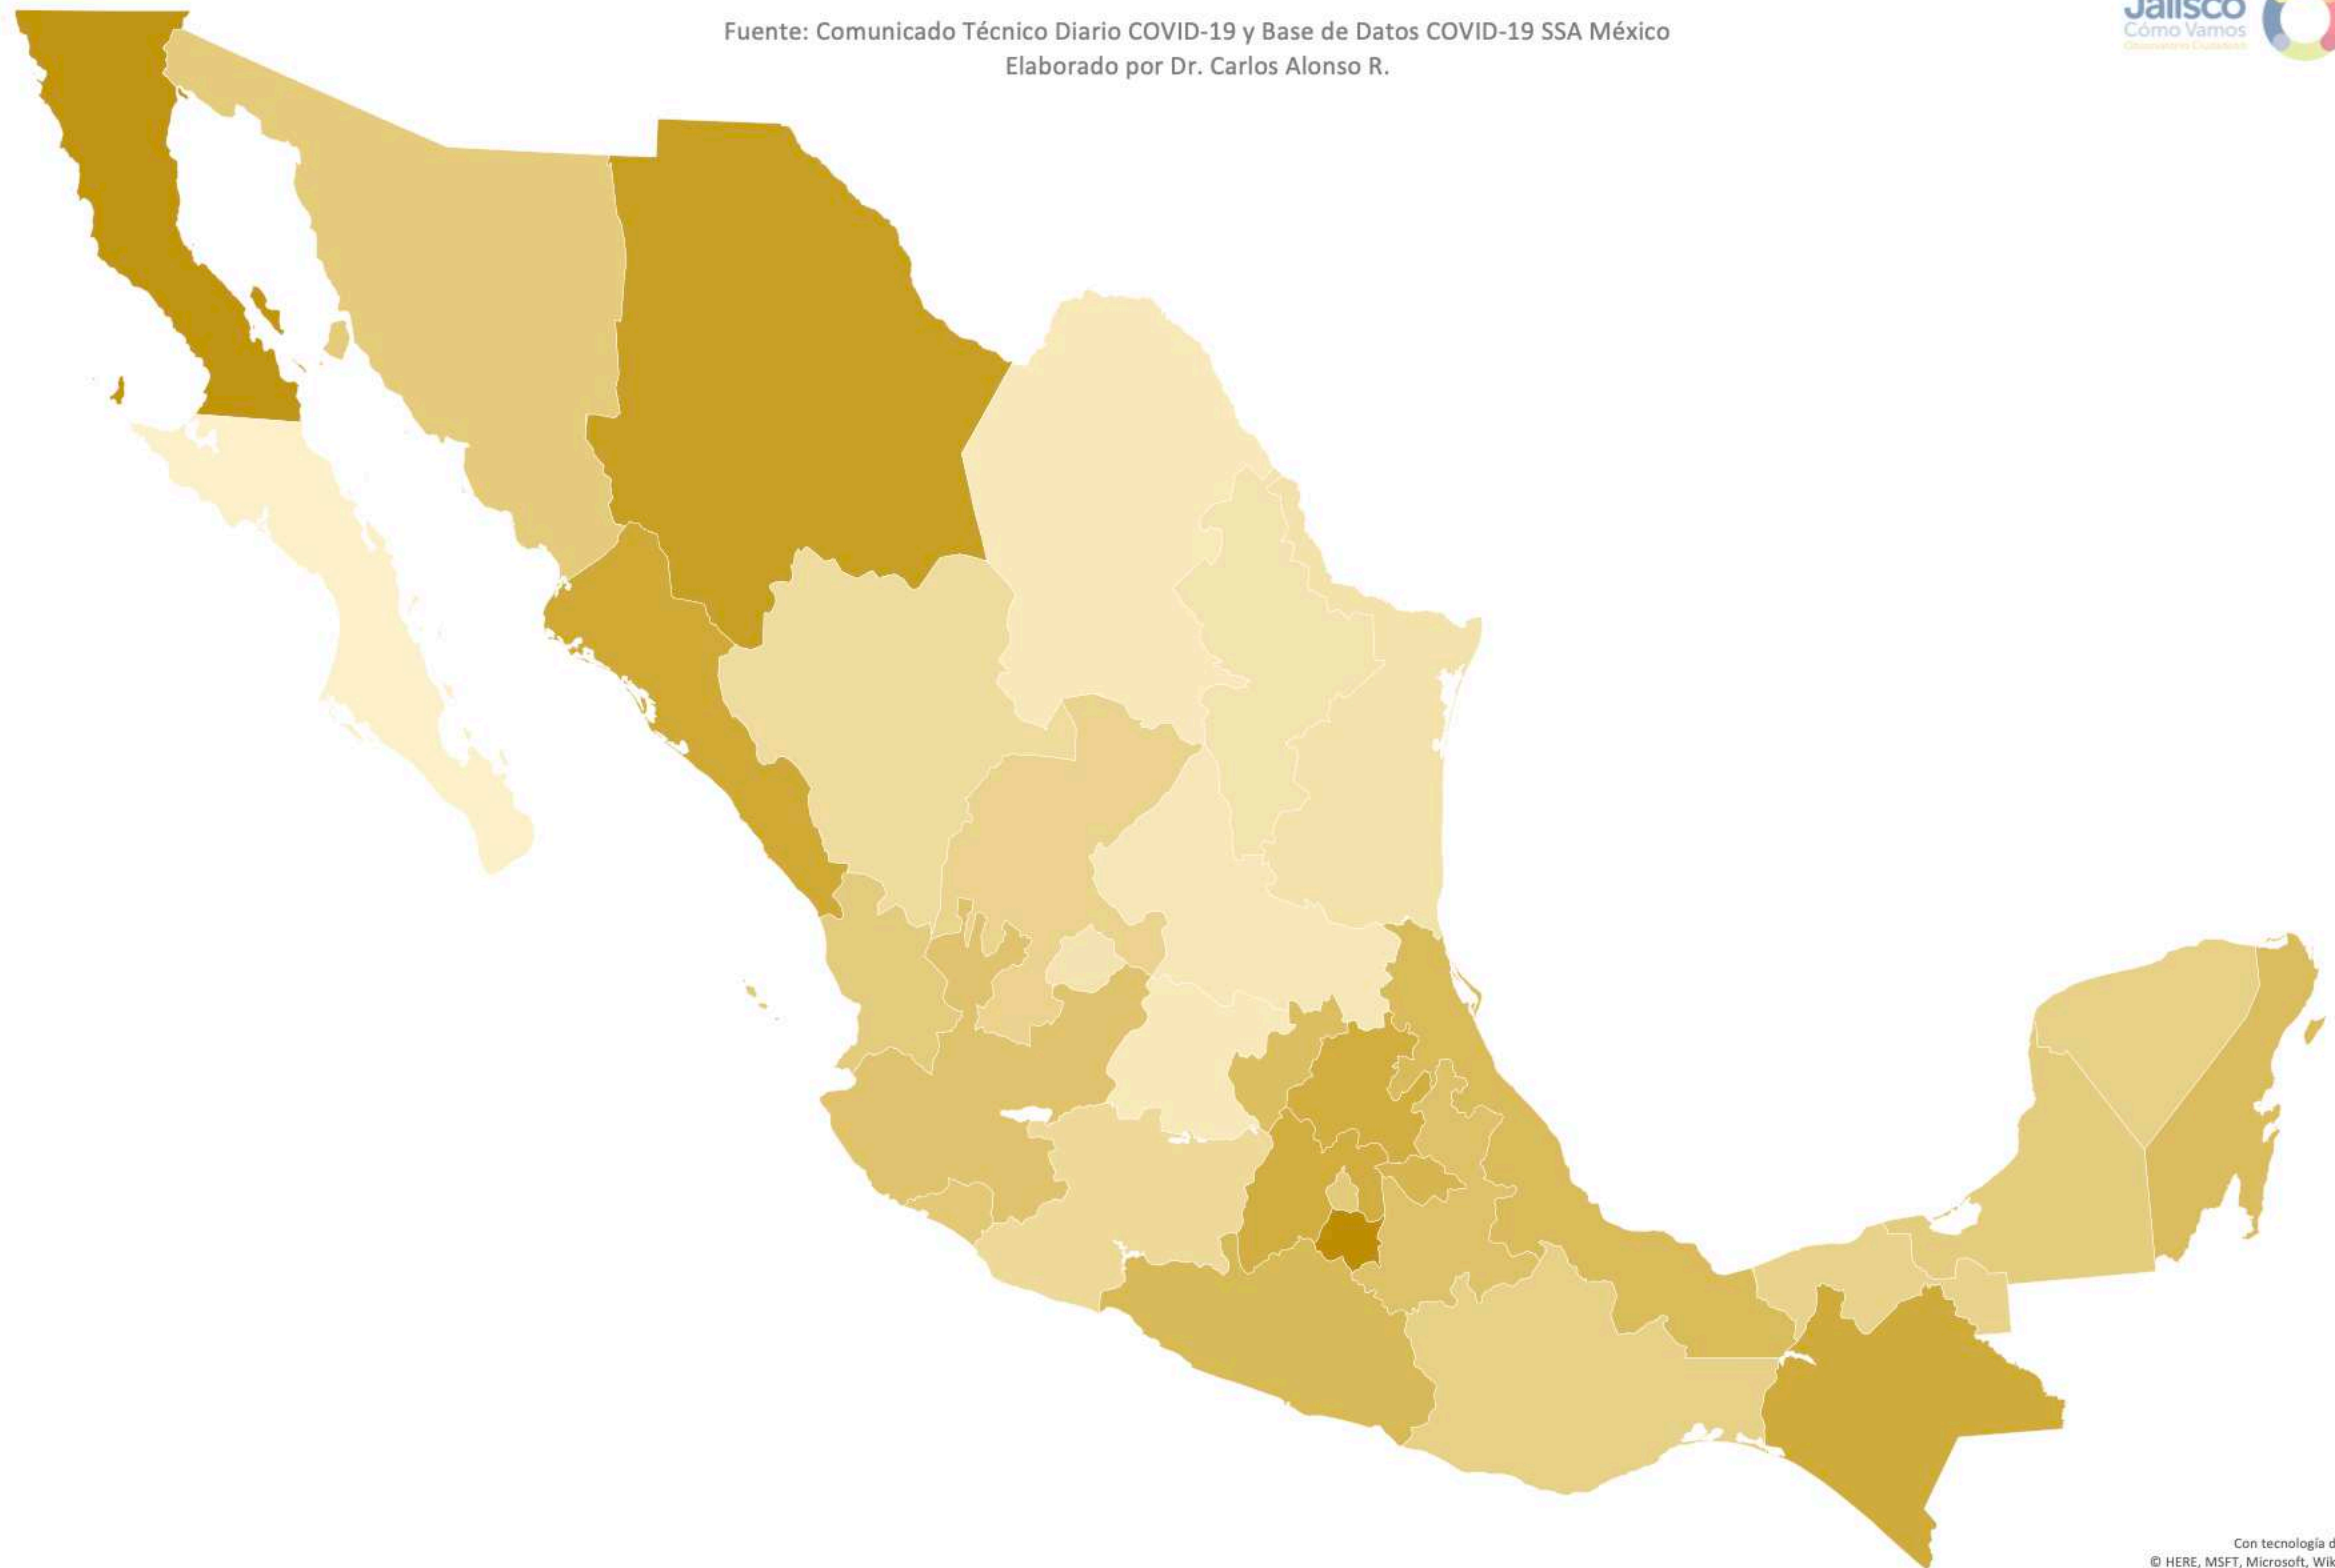 Fuente: Comunicado Técnico Diario COVID-19 y Base de Datos COVID-19 SSA México
Elaborado por Dr. Carlos Alonso R.
Jalisco
Cómo Vamos
Con tecnología d
© HERE, MSFT, Microsoft, Wik